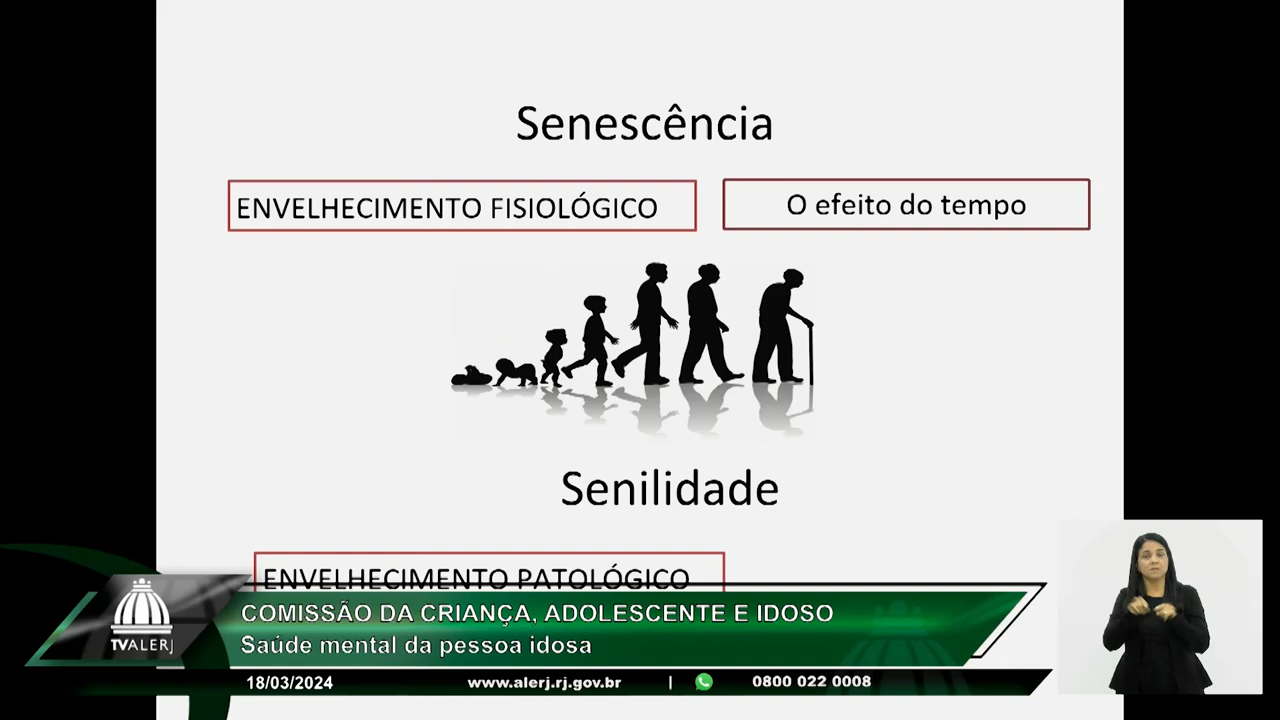 Senescência
ENVELHECIMENTO FISIOLÓGICO
O efeito do tempo
Senilidade
ENVELHECIMENTO PATOLÓGICO
TVALERJ
COMISSÃO DA CRIANÇA, ADOLESCENTE E IDOSO
Saúde mental da pessoa idosa
18/03/2024 www.alerj.rj.gov.br | 0800 022 0008